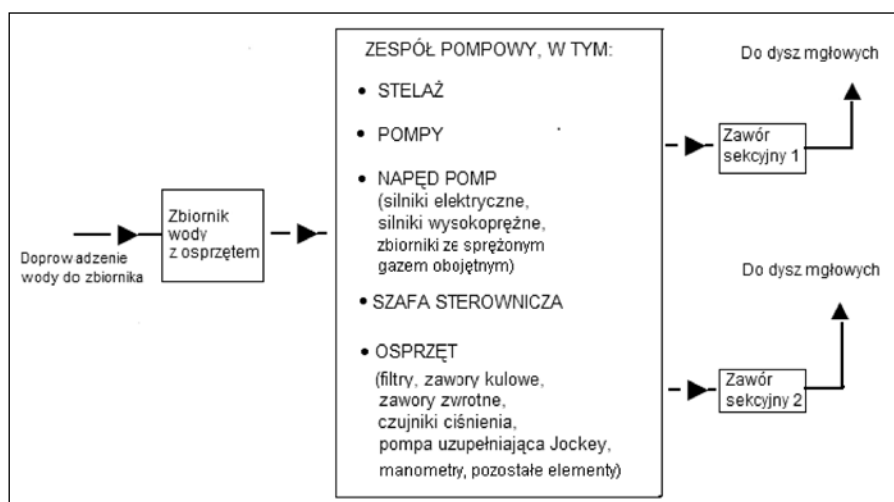 Doprowadzenie
wody do zbiornika
Zbiornik
wody
z osprzętem
ZESPÓŁ POMPOWY, W TYM:
• STELAŻ
• POMPY
• NAPĘD POMP
(silniki elektryczne,
silniki wysokoprężne,
zbiorniki ze sprężonym
gazem obojętnym)
• SZAFA STEROWNICZA
• OSPRZĘT
(filtry, zawory kulowe,
zawory zwrotne,
czujniki ciśnienia,
pompa uzupełniająca Jockey,
manometry, pozostałe elementy)
Do dysz mgłowych
Zawór
sekcyjny 1
Do dysz mgłowych
Zawór
sekcyjny 2